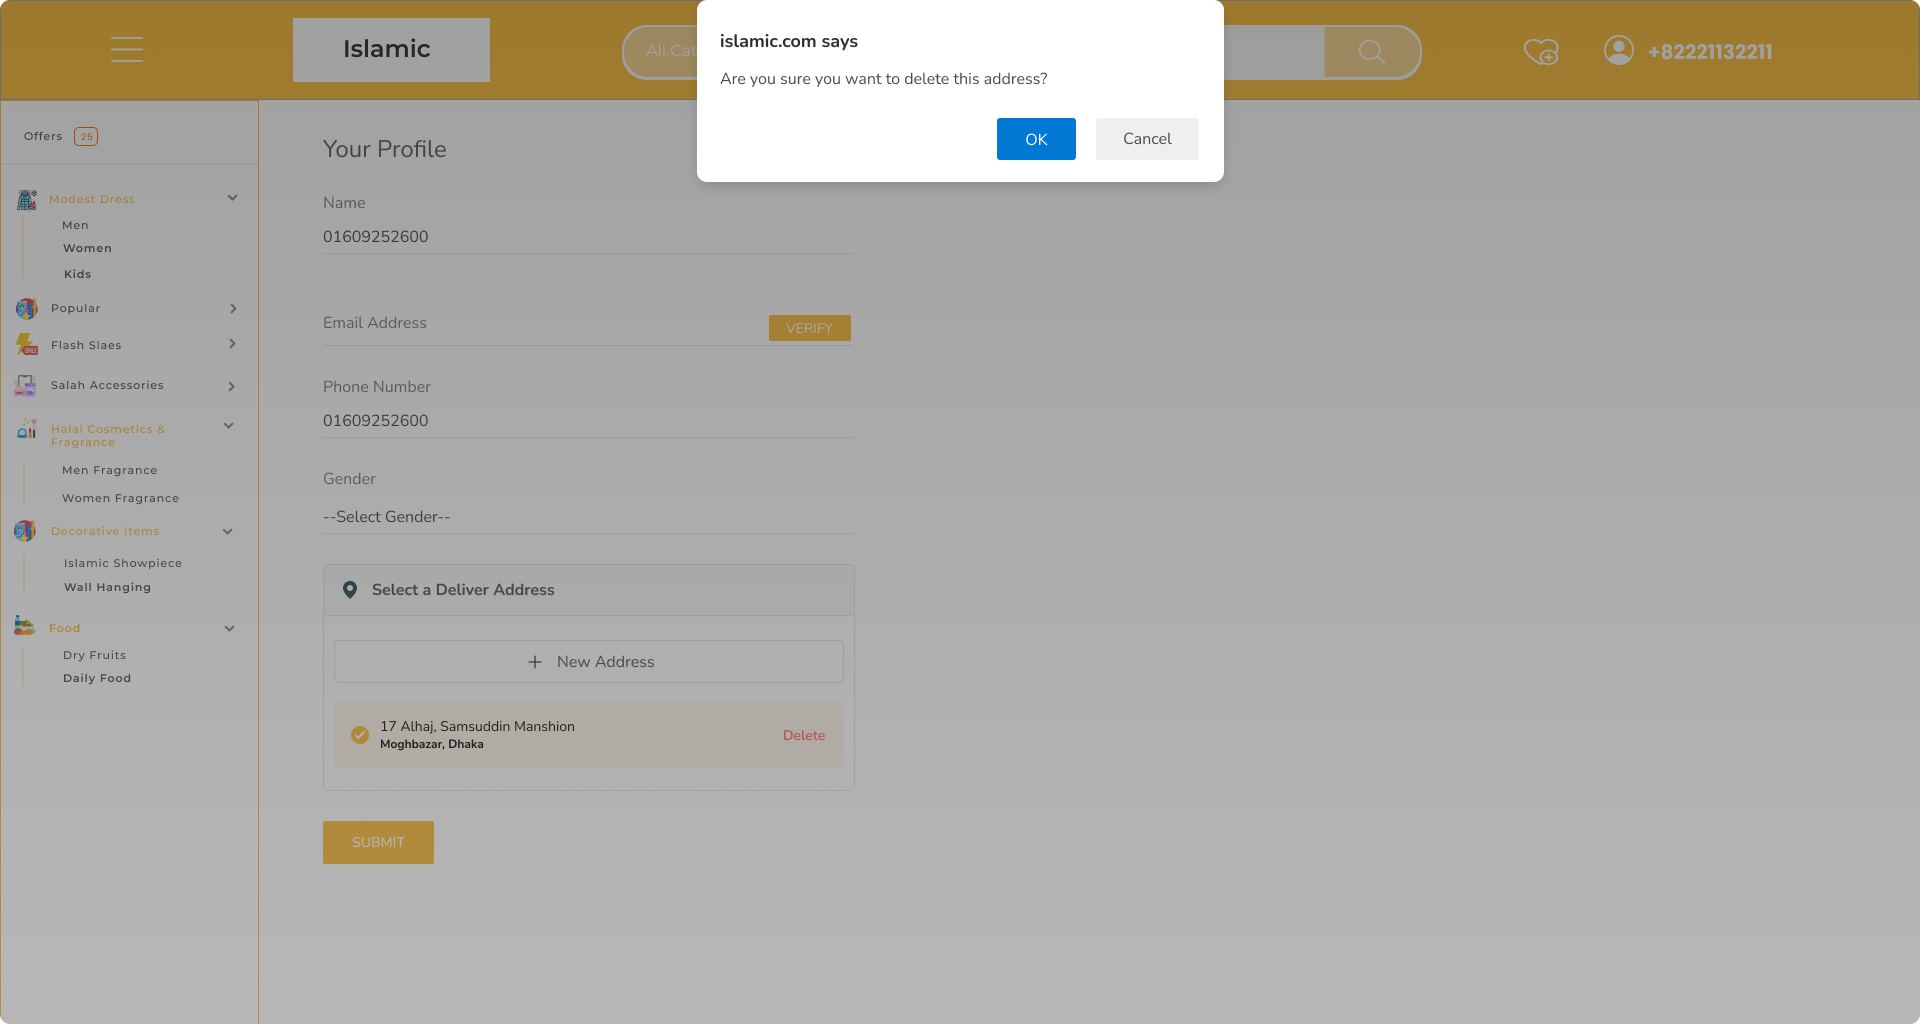 Islamic
All Cat
+82221132211
islamic.com says
Are you sure you want to delete this address?
OK
Cancel
Offers 25
Modest Dress
Men
Women
Kids
Popular
Flash Slaes
Salah Accessories
Halal Cosmetics &
Fragrance
Men Fragrance
Women Fragrance
Decorative Items
Islamic Showpiece
Wall Hanging
Food
Dry Fruits
Daily Food
Your Profile
Name
01609252600
Email Address
VERIFY
Phone Number
01609252600
Gender
--Select Gender--
Select a Deliver Address
+ New Address
17 Alhaj, Samsuddin Manshion
Moghbazar, Dhaka
Delete
SUBMIT